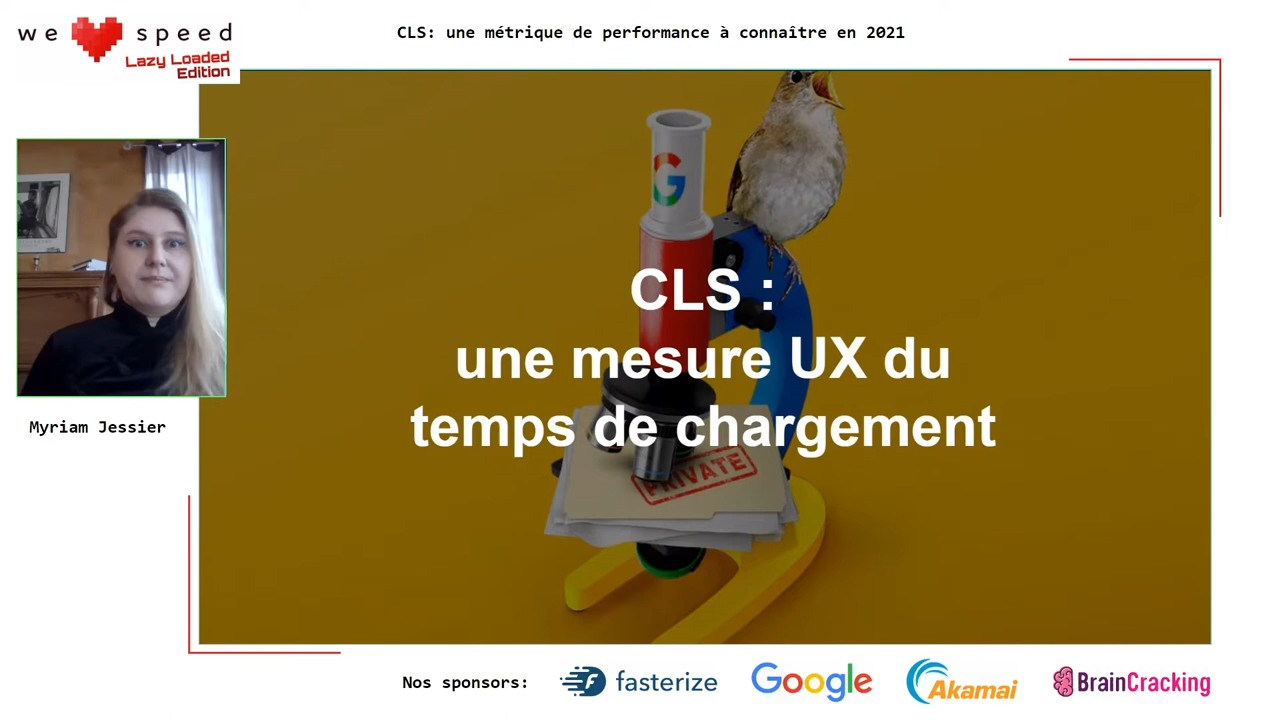 we speed
Lazy Loaded
Edition
CLS: une métrique de performance à connaître en 2021
G
CLS :
une mesure UX du
temps de chargement
PRIVATE
Myriam Jessier
Nos sponsors:
fasterize
Google
Akamai
BrainCracking